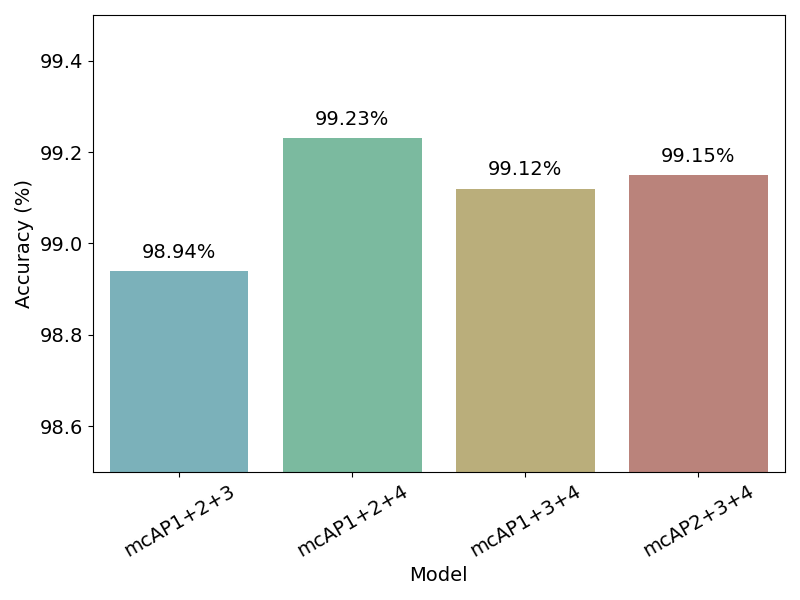 99.4
99.2
99.0
98.8
98.6
Accuracy (%)
98.94%
99.23%
99.12%
99.15%
mcAP1+2+3
mcAP1+2+4
mcAP1+3+4
mcAP2+3+4
Model